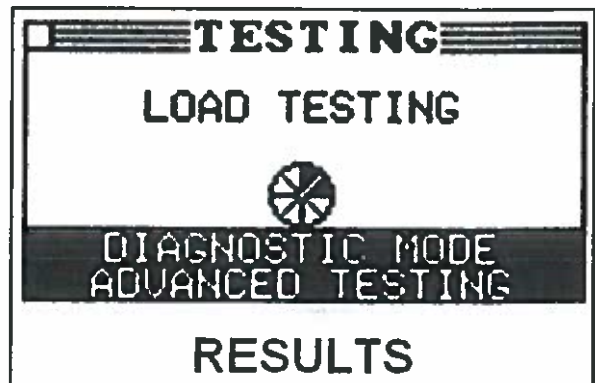 TESTING
LOAD TESTING
DIAGNOSTIC MODE
ADVANCED TESTING
RESULTS